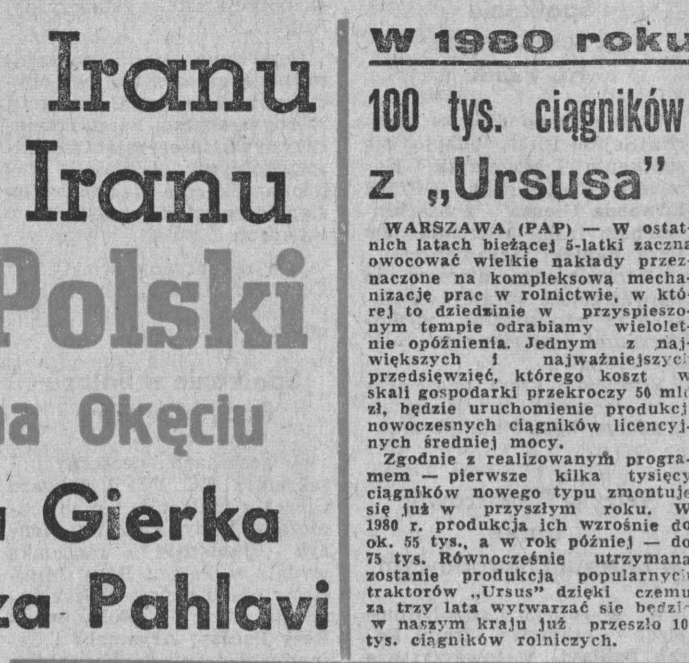 Iranu
Iranu
Polski
na Okęciu
Gierka
za Pahlavi
W 1980 roku
100 tys. ciągników
z „Ursusa”
WARSZAWA (PAP) — W ostat-
nich latach bieżącej 5-latki zaczna
owocować wielkie nakłady przez-
naczone na kompleksową mecha-
nizację prac w rolnictwie, w któ-
rej to dziedzinie w przyspieszo-
nym tempie odrabiamy wielolet-
nie opóźnienia. Jednym z naj-
większych i najważniejszych
przedsięwzięć, którego koszt w
skali gospodarki przekroczy 50 mld
zł, będzie uruchomienie produkcji
nowoczesnych ciągników licencyj-
nych średniej mocy.
Zgodnie z realizowanym progra-
mem — pierwsze kilka tysięcy
ciągników nowego typu zmontuje
się już w przyszłym roku. W
1980 r. produkcja ich wzrośnie do
ok. 55 tys., a w rok później — do
75 tys. Równocześnie utrzymana
zostanie produkcja popularnych
traktorów „Ursus” dzięki czemu
za trzy lata wytwarzać się będzie
w naszym kraju już przeszło 10
tys. ciągników rolniczych.